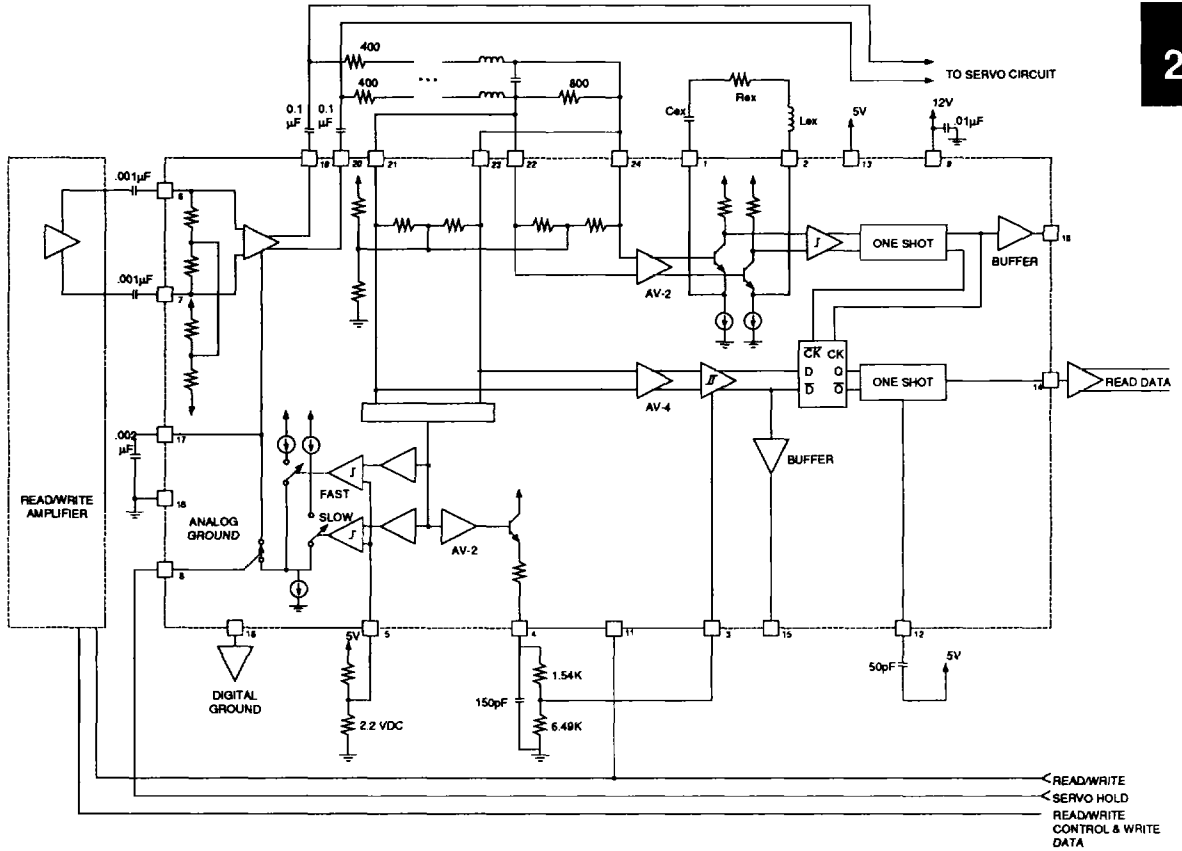 2
400
400
...
800
TO SERVO CIRCUIT
0.1
µF
0.1
µF
Cex
Rex
Lex
5V
12V
.01µF
19
20
21
23
22
24
1
2
13
9
.001µF
6
.001µF
7
AV-2
ONE SHOT
BUFFER
18
CK CK
D Q
D Q
AV-4
ONE SHOT
14
READ DATA
BUFFER
.002
µF
17
FAST
READ/WRITE
AMPLIFIER
16
ANALOG
GROUND
SLOW
AV-2
8
16
5V
5
4
11
3
15
12
DIGITAL
GROUND
2.2 VDC
150pF
1.54K
6.49K
50pF
5V
READ/WRITE
SERVO HOLD
READ/WRITE
CONTROL & WRITE
DATA